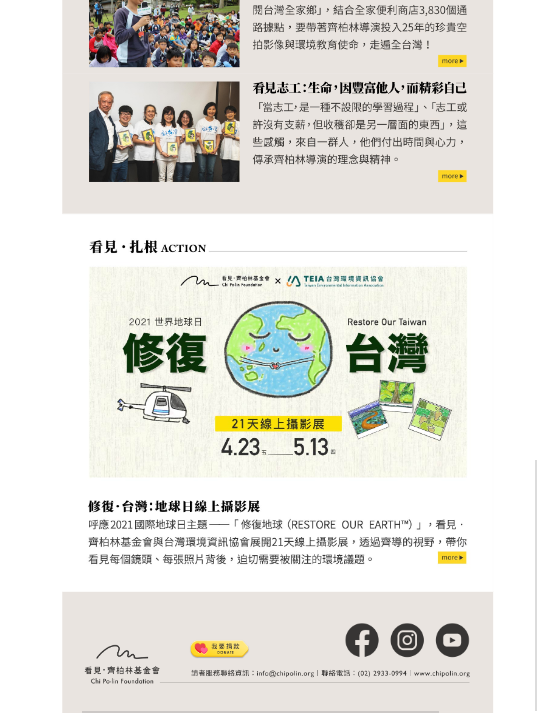 閱台灣全家鄉」，結合全家便利商店3,830個通
路據點，要帶著齊柏林導演投入25年的珍貴空
拍影像與環境教育使命，走遍全台灣！
more
看見志工：生命，因豐富他人，而精彩自己
「當志工，是一種不設限的學習過程」、「志工或
許沒有支薪，但收穫卻是另一層面的東西」，這
些感觸，來自一群人，他們付出時間與心力，
傳承齊柏林導演的理念與精神。
more
看見・扎根 ACTION
看見・齊柏林基金會 × TEIA 台灣環境資訊協會
Chi Po-lin Foundation Taiwan Environmental Information Association
2021 世界地球日 Restore Our Taiwan
修復 台灣
21天線上攝影展
4.23 五 5.13 四
修復・台灣：地球日線上攝影展
呼應2021國際地球日主題——「修復地球（RESTORE OUR EARTH™）」，看見・
齊柏林基金會與台灣環境資訊協會展開21天線上攝影展，透過齊導的視野，帶你
看見每個鏡頭、每張照片背後，迫切需要被關注的環境議題。
more
看見・齊柏林基金會
Chi Po-lin Foundation
我要捐款
DONATE
讀者服務聯絡資訊：info@chipolin.org｜聯絡電話：(02) 2933-0994｜www.chipolin.org